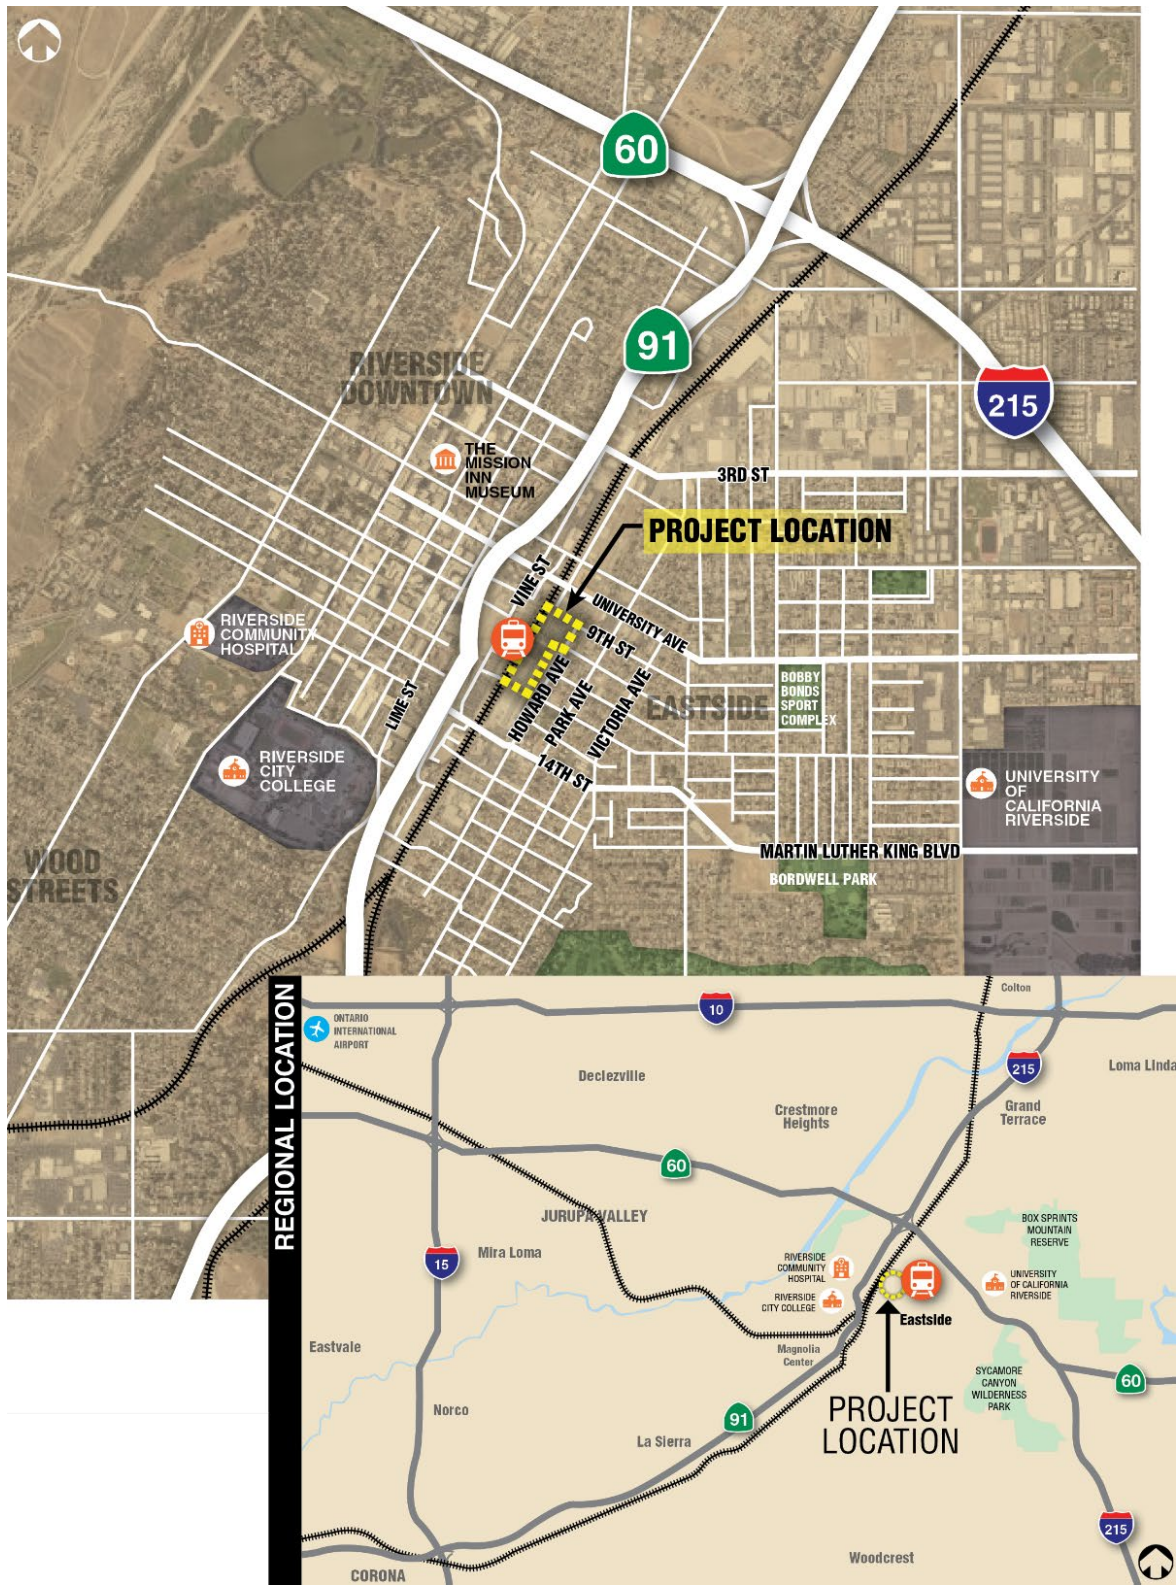 60
91
215
RIVERSIDE
DOWNTOWN
THE
MISSION
INN
MUSEUM
3RD ST
PROJECT LOCATION
VINE ST
UNIVERSITY AVE
9TH ST
RIVERSIDE
COMMUNITY
HOSPITAL
LIME ST
HOWARD AVE
PARK AVE
VICTORIA AVE
EASTSIDE
BOBBY
BONDS
SPORT
COMPLEX
14TH ST
RIVERSIDE
CITY
COLLEGE
UNIVERSITY
OF
CALIFORNIA
RIVERSIDE
WOOD
STREETS
MARTIN LUTHER KING BLVD
BORDWELL PARK
REGIONAL LOCATION
ONTARIO
INTERNATIONAL
AIRPORT
10
Colton
215
Loma Linda
Declezville
Crestmore
Heights
Grand
Terrace
60
JURUPA VALLEY
Mira Loma
15
RIVERSIDE
COMMUNITY
HOSPITAL
RIVERSIDE
CITY COLLEGE
BOX SPRINTS
MOUNTAIN
RESERVE
UNIVERSITY
OF CALIFORNIA
RIVERSIDE
Eastside
Eastvale
Magnolia
Center
SYCAMORE
CANYON
WILDERNESS
PARK
60
Norco
91
PROJECT
LOCATION
La Sierra
215
Woodcrest
CORONA